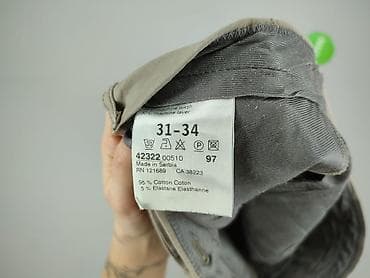 31-34
42322 00510 97
Made in Serbia
RN 121689 CA 38223
95 % Cotton Coton
5 % Elastane Elasthanne